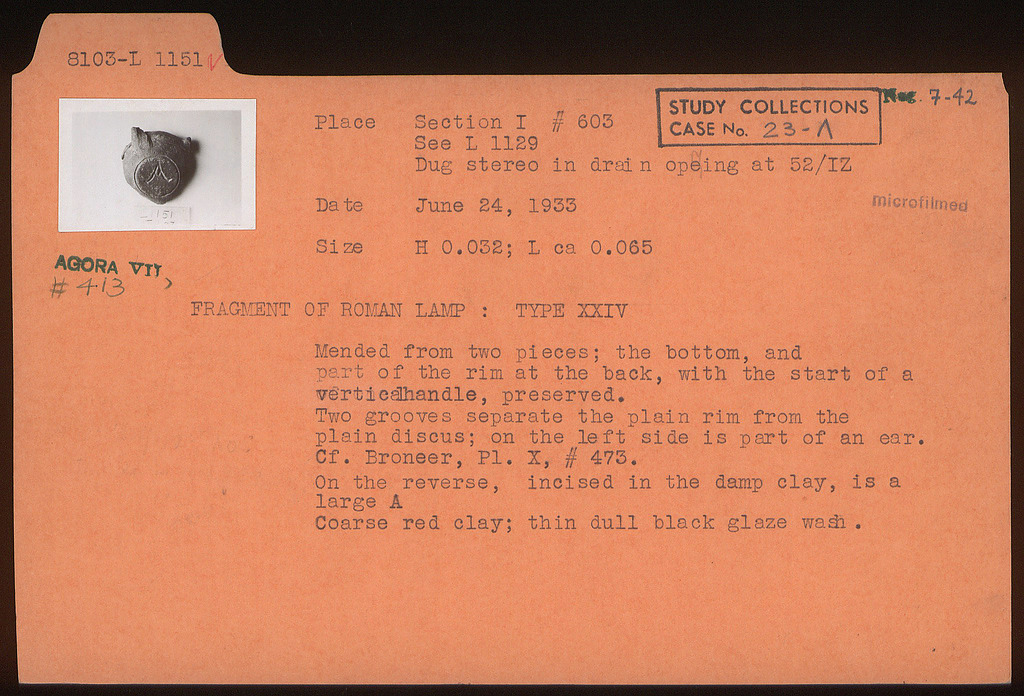 8103-L 1151
STUDY COLLECTIONS
CASE No. 23-Λ
Neg. 7-42
Place Section I # 603
See L 1129
Dug stereo in drain opeing at 52/IZ
microfilmed
Date June 24, 1933
151
Size H 0.032; L ca 0.065
AGORA VII
# 413
FRAGMENT OF ROMAN LAMP : TYPE XXIV
Mended from two pieces; the bottom, and
part of the rim at the back, with the start of a
verticalhandle, preserved.
Two grooves separate the plain rim from the
plain discus; on the left side is part of an ear.
Cf. Broneer, Pl. X, # 473.
On the reverse, incised in the damp clay, is a
large A
Coarse red clay; thin dull black glaze wash.